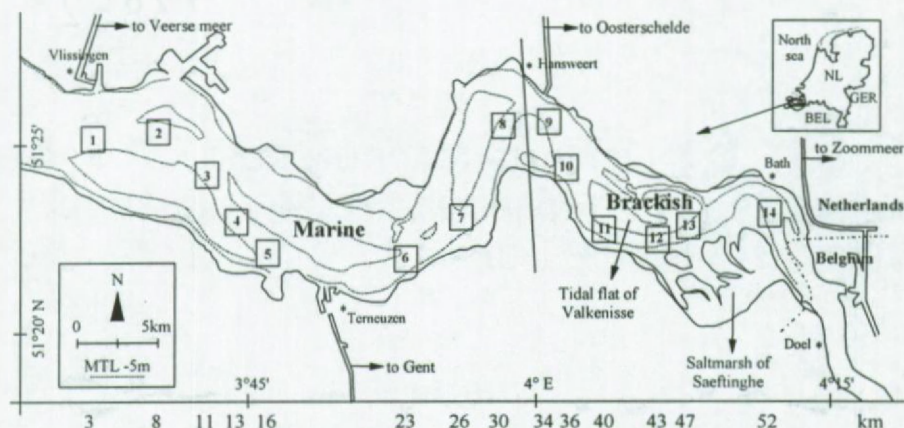 to Veerse meer
Vlissingen
to Oosterschelde
Hansweert
North
sea
NL
GER
BEL
51°25'
1
2
3
4
5
6
7
8
9
10
11
12
13
14
Marine
Brackish
Bath
to Zoommeer
Netherlands
Belgium
Tidal flat of
Valkenisse
N
0 5km
MTL -5m
51°20' N
Terneuzen
to Gent
Doel
Saltmarsh of
Saeftinghe
3°45' 4° E 4°15'
3 8 11 13 16 23 26 30 34 36 40 43 47 52 km